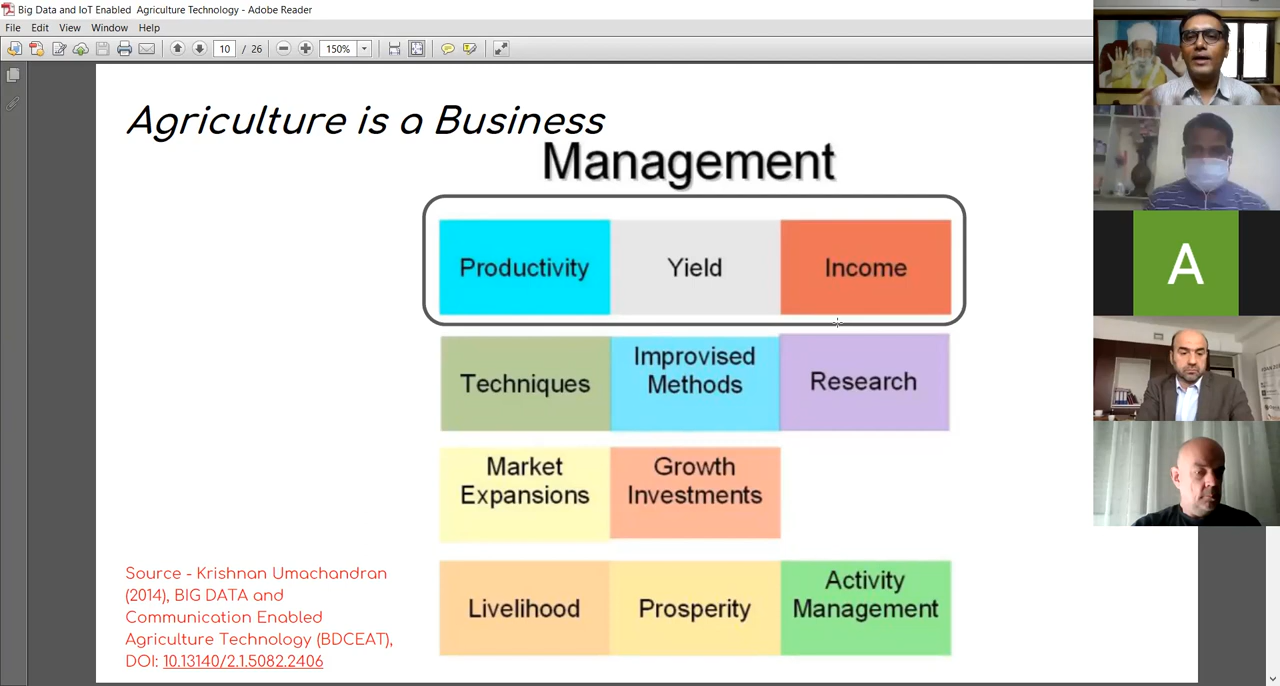 Big Data and IoT Enabled Agriculture Technology - Adobe Reader
File Edit View Window Help
10 / 26 150%
Agriculture is a Business
Management
Productivity Yield Income
Techniques Improvised Methods Research
Market Expansions Growth Investments
Livelihood Prosperity Activity Management
Source - Krishnan Umachandran
(2014), BIG DATA and
Communication Enabled
Agriculture Technology (BDCEAT),
DOI: 10.13140/2.1.5082.2406
A